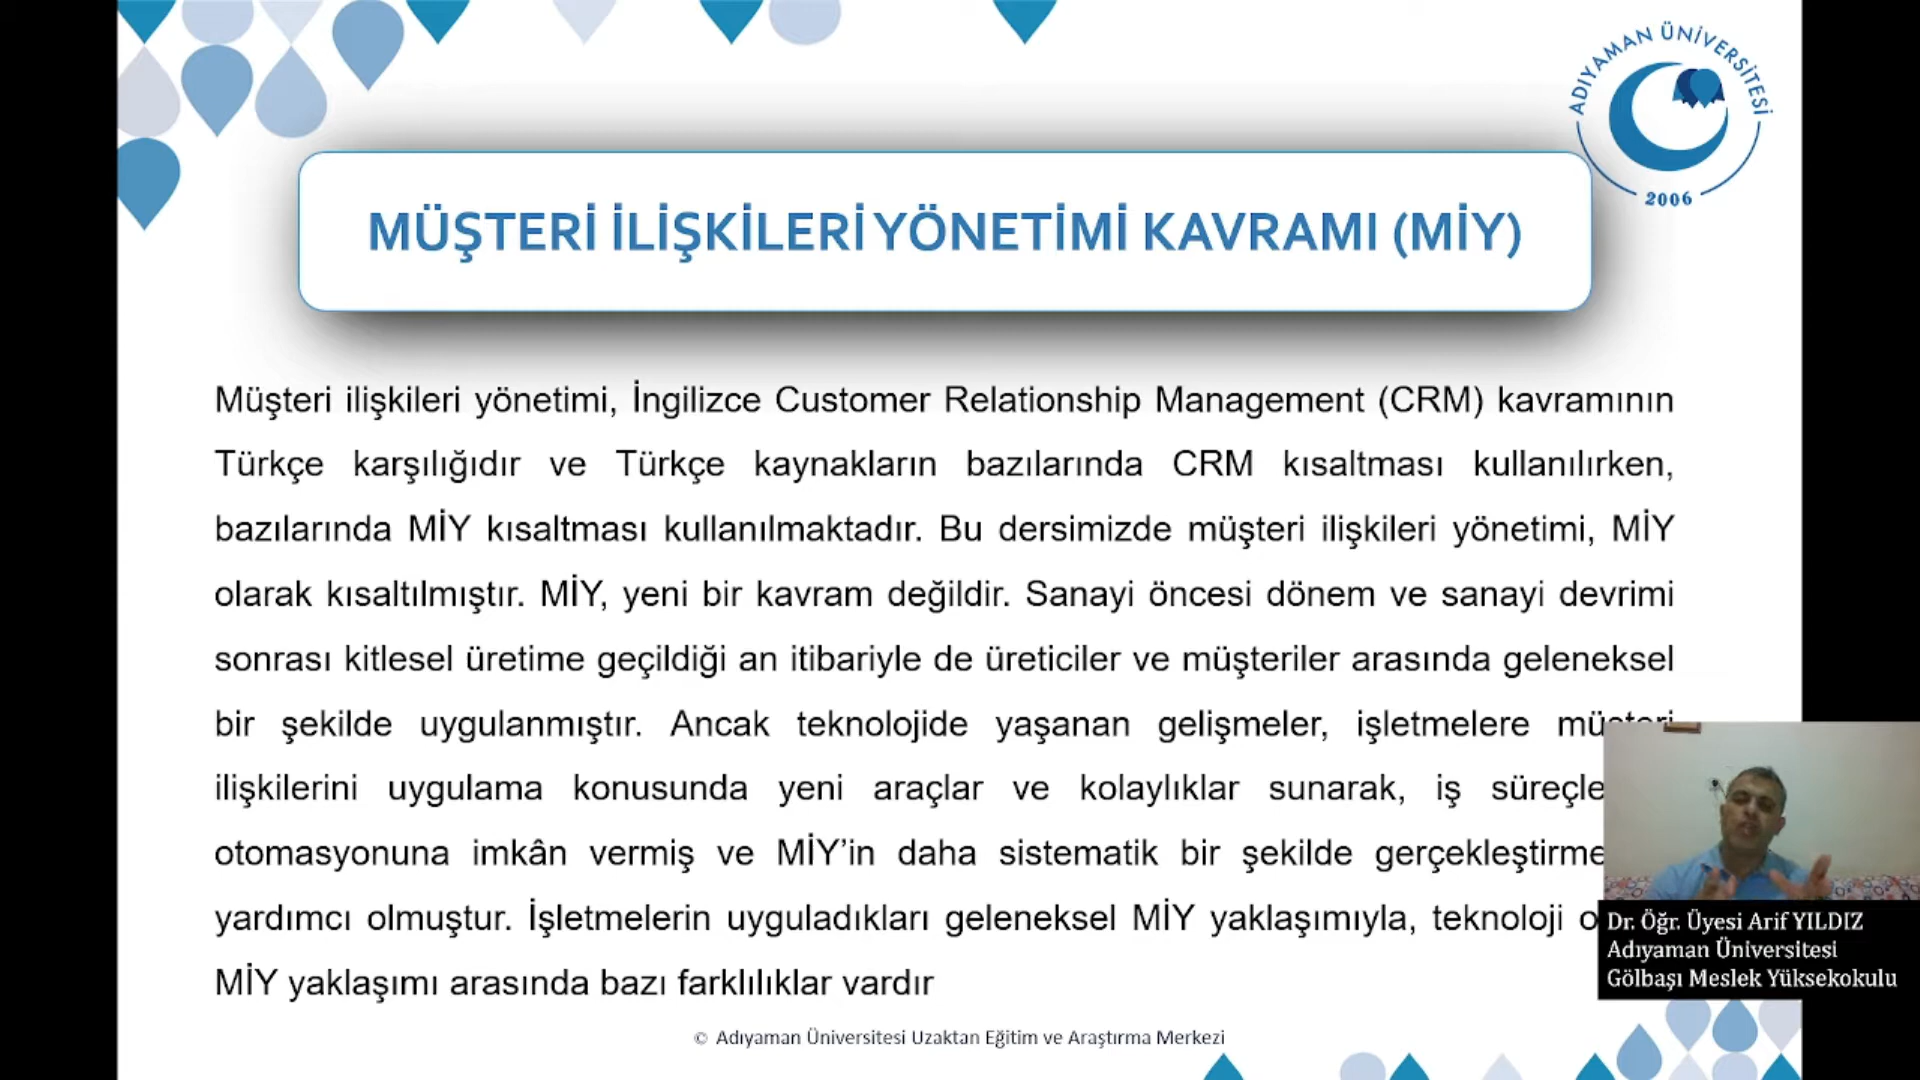 ADIYAMAN ÜNİVERSİTESİ
2006
MÜŞTERİ İLİŞKİLERİ YÖNETİMİ KAVRAMI (MİY)
Müşteri ilişkileri yönetimi, İngilizce Customer Relationship Management (CRM) kavramının
Türkçe karşılığıdır ve Türkçe kaynakların bazılarında CRM kısaltması kullanılırken,
bazılarında MİY kısaltması kullanılmaktadır. Bu dersimizde müşteri ilişkileri yönetimi, MİY
olarak kısaltılmıştır. MİY, yeni bir kavram değildir. Sanayi öncesi dönem ve sanayi devrimi
sonrası kitlesel üretime geçildiği an itibariyle de üreticiler ve müşteriler arasında geleneksel
bir şekilde uygulanmıştır. Ancak teknolojide yaşanan gelişmeler, işletmelere müşteri
ilişkilerini uygulama konusunda yeni araçlar ve kolaylıklar sunarak, iş
otomasyonuna imkân vermiş ve MİY’in daha sistematik bir şekilde
yardımcı olmuştur. İşletmelerin uyguladıkları geleneksel MİY yaklaşımıyla, teknoloji
MİY yaklaşımı arasında bazı farklılıklar vardır
Dr. Öğr. Üyesi Arif YILDIZ
Adıyaman Üniversitesi
Gölbaşı Meslek Yüksekokulu
© Adıyaman Üniversitesi Uzaktan Eğitim ve Araştırma Merkezi